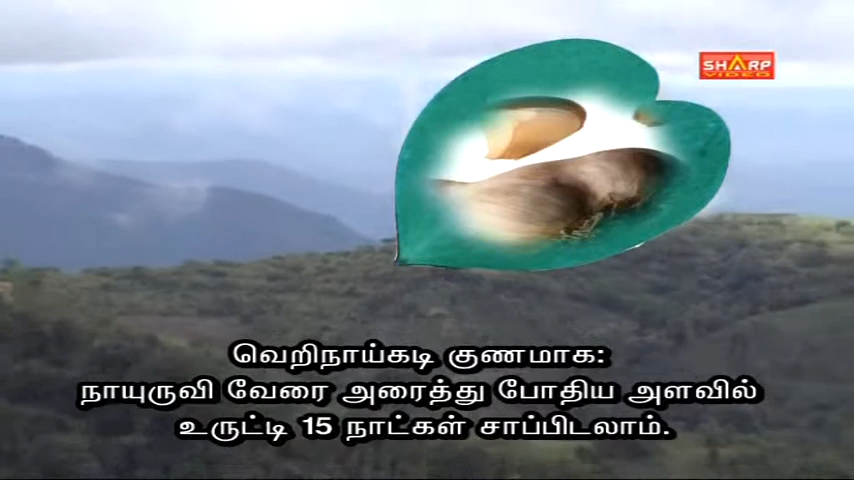 SHARP
VIDEO
வெறிநாய்கடி குணமாக:
நாயுருவி வேரை அரைத்து போதிய அளவில்
உருட்டி 15 நாட்கள் சாப்பிடலாம்.